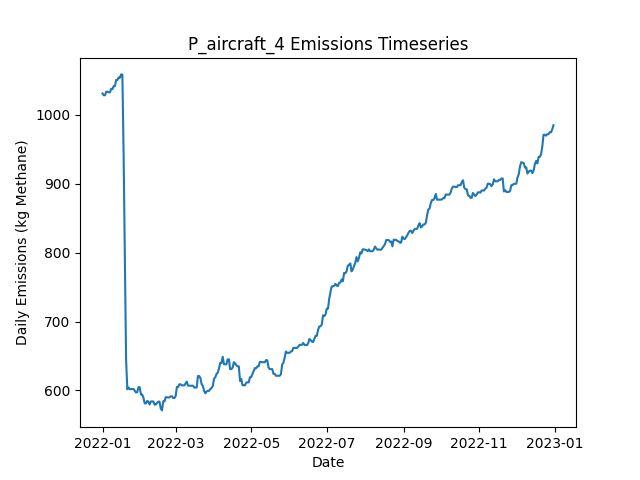 P_aircraft_4 Emissions Timeseries
Daily Emissions (kg Methane)
1000
900
800
700
600
2022-01 2022-03 2022-05 2022-07 2022-09 2022-11 2023-01
Date